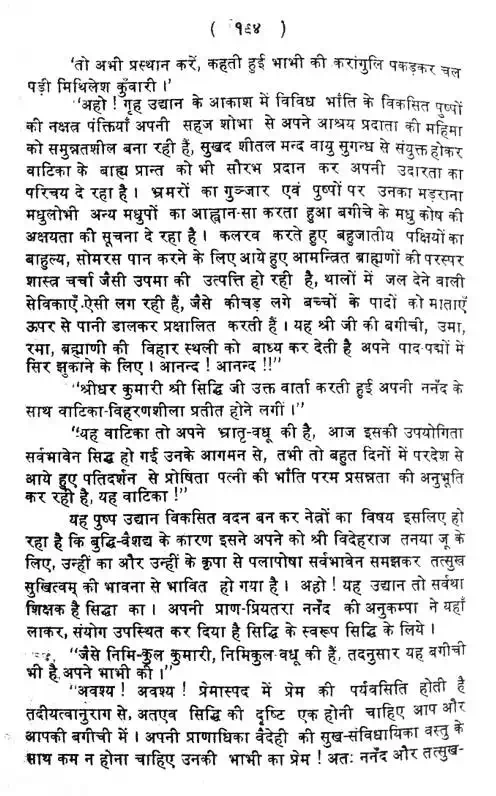 ( १९४ )
'तो अभी प्रस्थान करें, कहती हुई भाभी की करांगुलि पकड़कर चल
पड़ी मिथिलेश कुँवारी ।'
"अहो ! गृह उद्यान के आकाश में विविध भाँति के विकसित पुष्पों
की नक्षत्र पंक्तियाँ अपनी सहज शोभा से अपने आश्रय प्रदाता की महिमा
को समुन्नतशील बना रही हैं, सुखद शीतल मन्द वायु सुगन्ध से संयुक्त होकर
वाटिका के बाह्य प्रान्त को भी सौरभ प्रदान कर अपनी उदारता का
परिचय दे रहा है । भ्रमरों का गुञ्जार एवं पुष्पों पर उनका मड़राना
मधुलोभी अन्य मधुपों का आह्वान-सा करता हुआ बगीचे के मधु कोष की
अक्षयता की सूचना दे रहा है । कलरव करते हुए बहुजातीय पक्षियों का
बाहुल्य, सोमरस पान करने के लिए आये हुए आमन्त्रित ब्राह्मणों की परस्पर
शास्त्र चर्चा जैसी उपमा की उत्पत्ति हो रही है, थालों में जल देने वाली
सेविकाएँ ऐसी लग रही हैं, जैसे कीचड़ लगे बच्चों के पादों को माताएँ
ऊपर से पानी डालकर प्रक्षालित करती हैं । यह श्री जी की बगीची, उमा,
रमा, ब्रह्माणी की विहार स्थली को बाध्य कर देती है अपने पाद-पद्मों में
सिर झुकाने के लिए । आनन्द ! आनन्द !!"
"श्रीधर कुमारी श्री सिद्धि जी उक्त वार्ता करती हुई अपनी ननँद के
साथ वाटिका-विहरणशीला प्रतीत होने लगीं ।"
"यह वाटिका तो अपने भ्रातृ-वधू की है, आज इसकी उपयोगिता
सर्वभावेन सिद्ध हो गई उनके आगमन से, तभी तो बहुत दिनों में परदेश से
आये हुए पतिदर्शन से प्रोषिता पत्नी की भाँति परम प्रसन्नता की अनुभूति
कर रही है, यह वाटिका !"
यह पुष्प उद्यान विकसित वदन बन कर नेत्रों का विषय इसलिए हो
रहा है कि बुद्धि-वैशद्य के कारण इसने अपने को श्री विदेहराज तनया जू के
लिए, उन्हीं का और उन्हीं के कृपा से पलापोषा सर्वभावेन समझकर तत्सुख
सुखित्वम् की भावना से भावित हो गया है । अहो ! यह उद्यान तो सर्वथा
शिक्षक है सिद्धा का । अपनी प्राण-प्रियतरा ननँद की अनुकम्पा ने यहाँ
लाकर, संयोग उपस्थित कर दिया है सिद्धि के स्वरूप सिद्धि के लिये ।
"जैसे निमि-कुल कुमारी, निमिकुल-वधू की हैं, तदनुसार यह बगीची
भी है अपने भाभी की ।"
"अवश्य ! अवश्य ! प्रेमास्पद में प्रेम की पर्यवसिति होती है
तदीयत्वानुराग से, अतएव सिद्धि की दृष्टि एक होनी चाहिए आप और
आपकी बगीची में । अपनी प्राणाधिका वैदेही की सुख-संविधायिका वस्तु के
साथ कम न होना चाहिए उनकी भाभी का प्रेम ! अतः ननँद और तत्सुख-